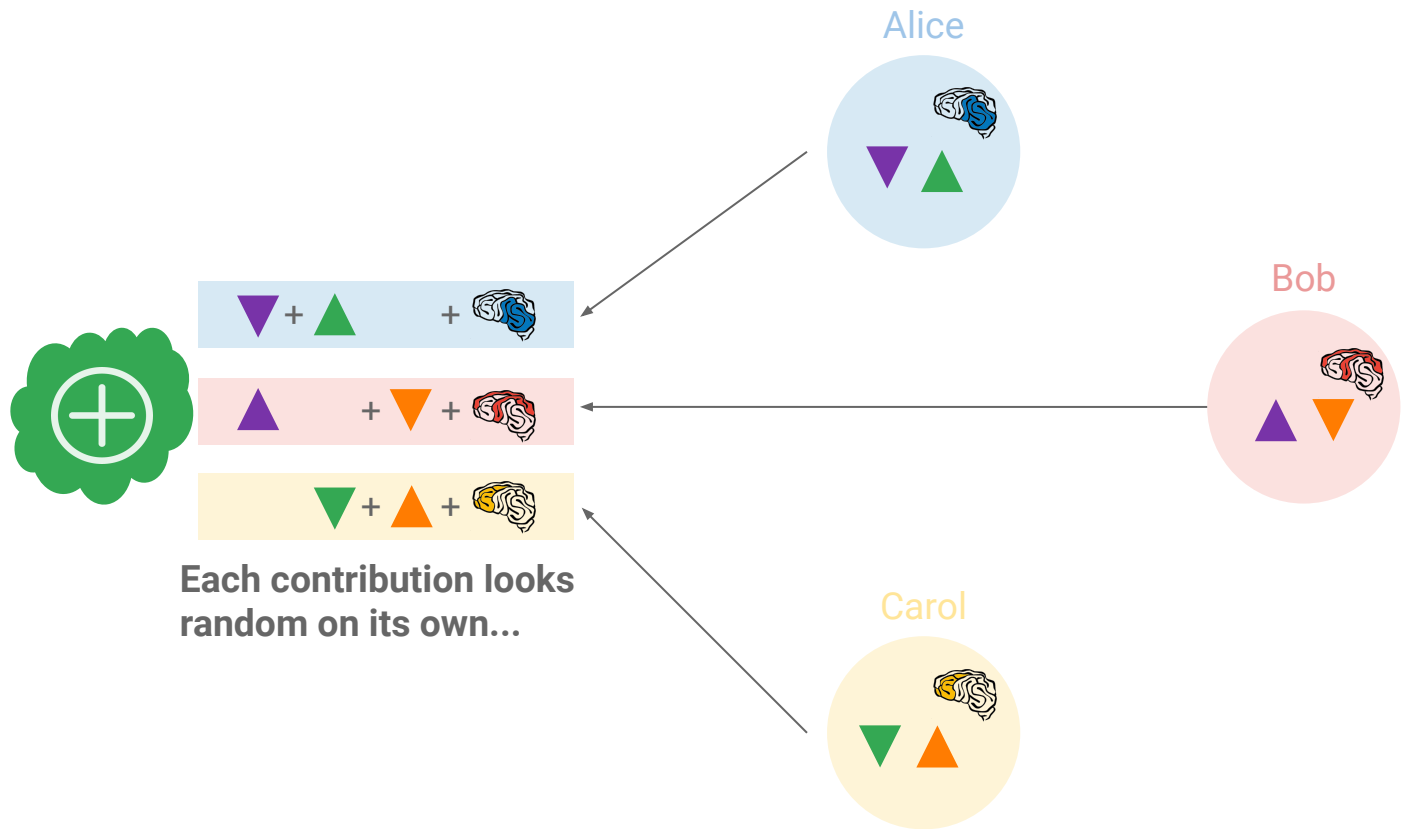 Alice
Bob
+ +
+ +
+ +
Each contribution looks
random on its own...
Carol